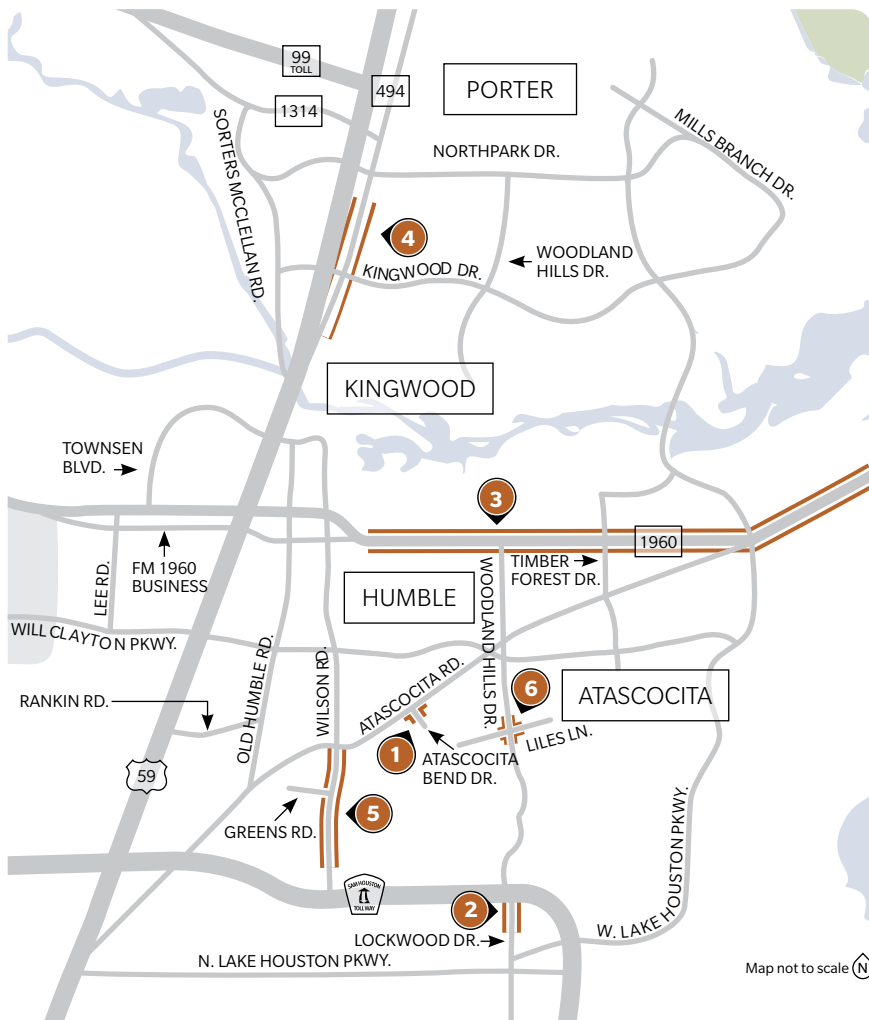 99
TOLL
494
PORTER
1314
MILLS BRANCH DR.
SORTERS MCCLELLAN RD.
NORTHPARK DR.
4
WOODLAND
HILLS DR.
KINGWOOD DR.
KINGWOOD
TOWNSEN
BLVD.
3
1960
FM 1960
BUSINESS
TIMBER
FOREST DR.
LEE RD.
WOODLAND HILLS DR.
HUMBLE
WILL CLAYTON PKWY.
OLD HUMBLE RD.
WILSON RD.
ATASCOCITA RD.
6
ATASCOCITA
RANKIN RD.
LILES LN.
1
ATASCOCITA
BEND DR.
59
5
GREENS RD.
W. LAKE HOUSTON PKWY.
SAM HOUSTON
TOLL WAY
2
LOCKWOOD DR.
N. LAKE HOUSTON PKWY.
Map not to scale N